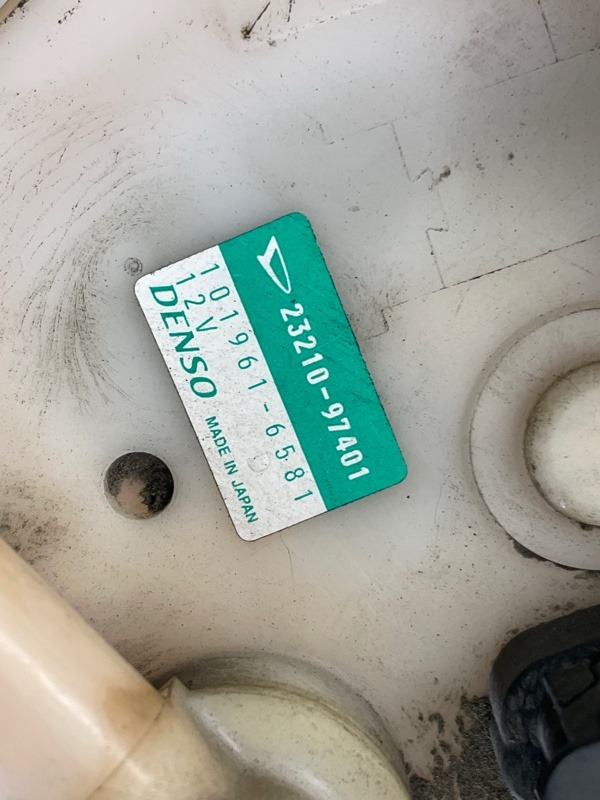 23210-97401
101961-6581
12V
DENSO MADE IN JAPAN